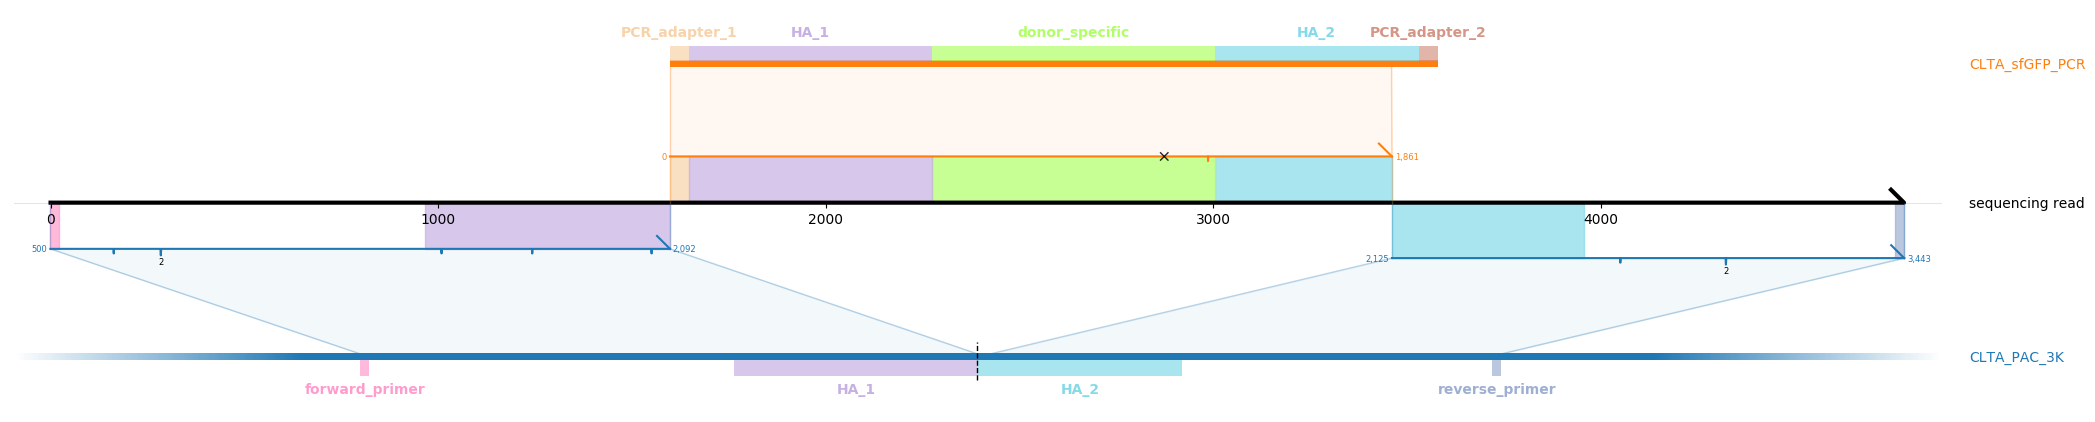 PCR_adapter_1 HA_1 donor_specific HA_2 PCR_adapter_2
CLTA_sfGFP_PCR
0 1,861
sequencing read
0 1000 2000 3000 4000
500 2,092 2,125 3,443
2 2
CLTA_PAC_3K
forward_primer HA_1 HA_2 reverse_primer